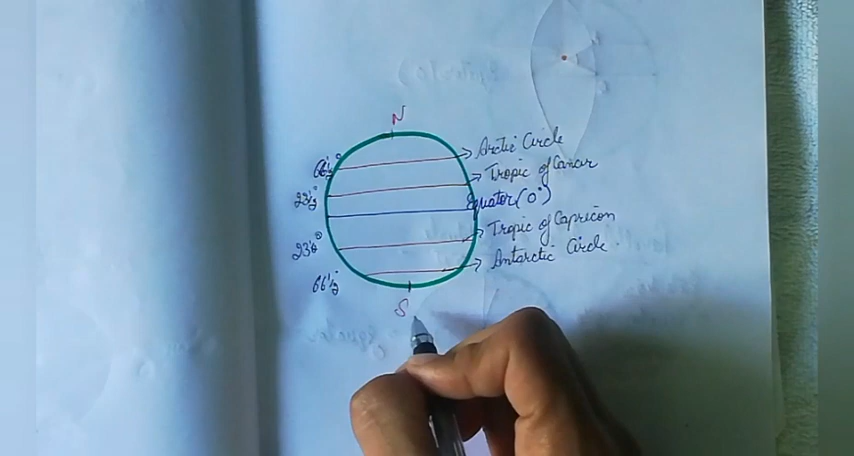 N
66½° Arctic Circle
23½° Tropic of Cancer
Equator (0°)
23½° Tropic of Capricon
66½° Antarctic Circle.
S